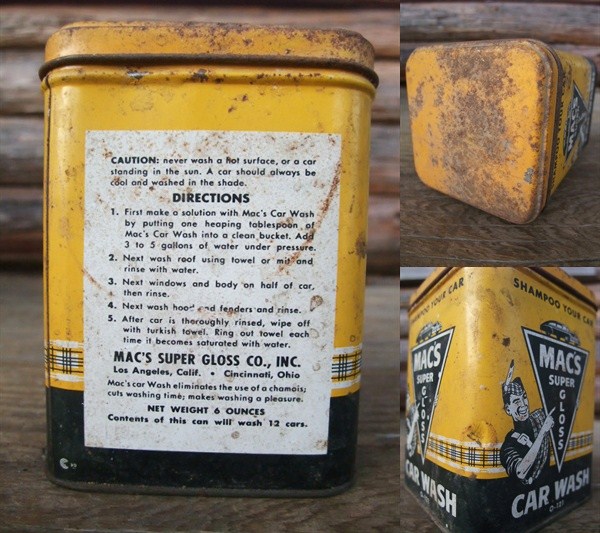 CAUTION: never wash a hot surface, or a car
standing in the sun. A car should always be
cool and washed in the shade.
DIRECTIONS
1. First make a solution with Mac's Car Wash
by putting one heaping tablespoon of
Mac's Car Wash into a clean bucket. Add
3 to 5 gallons of water under pressure.
2. Next wash roof using towel or mit and
rinse with water.
3. Next windows and body on half of car,
then rinse.
4. Next wash hood and fenders and rinse.
5. After car is thoroughly rinsed, wipe off
with turkish towel. Ring out towel each
time it becomes saturated with water.
MAC'S SUPER GLOSS CO., INC.
Los Angeles, Calif. • Cincinnati, Ohio
Mac's car Wash eliminates the use of a chamois;
cuts washing time; makes washing a pleasure.
NET WEIGHT 6 OUNCES
Contents of this can will wash 12 cars.
MAC'S
SHAMPOO YOUR CAR
MAC'S
SUPER
GLOSS
CAR WASH
SHAMPOO YOUR CAR
MAC'S
SUPER
GLOSS
CAR WASH